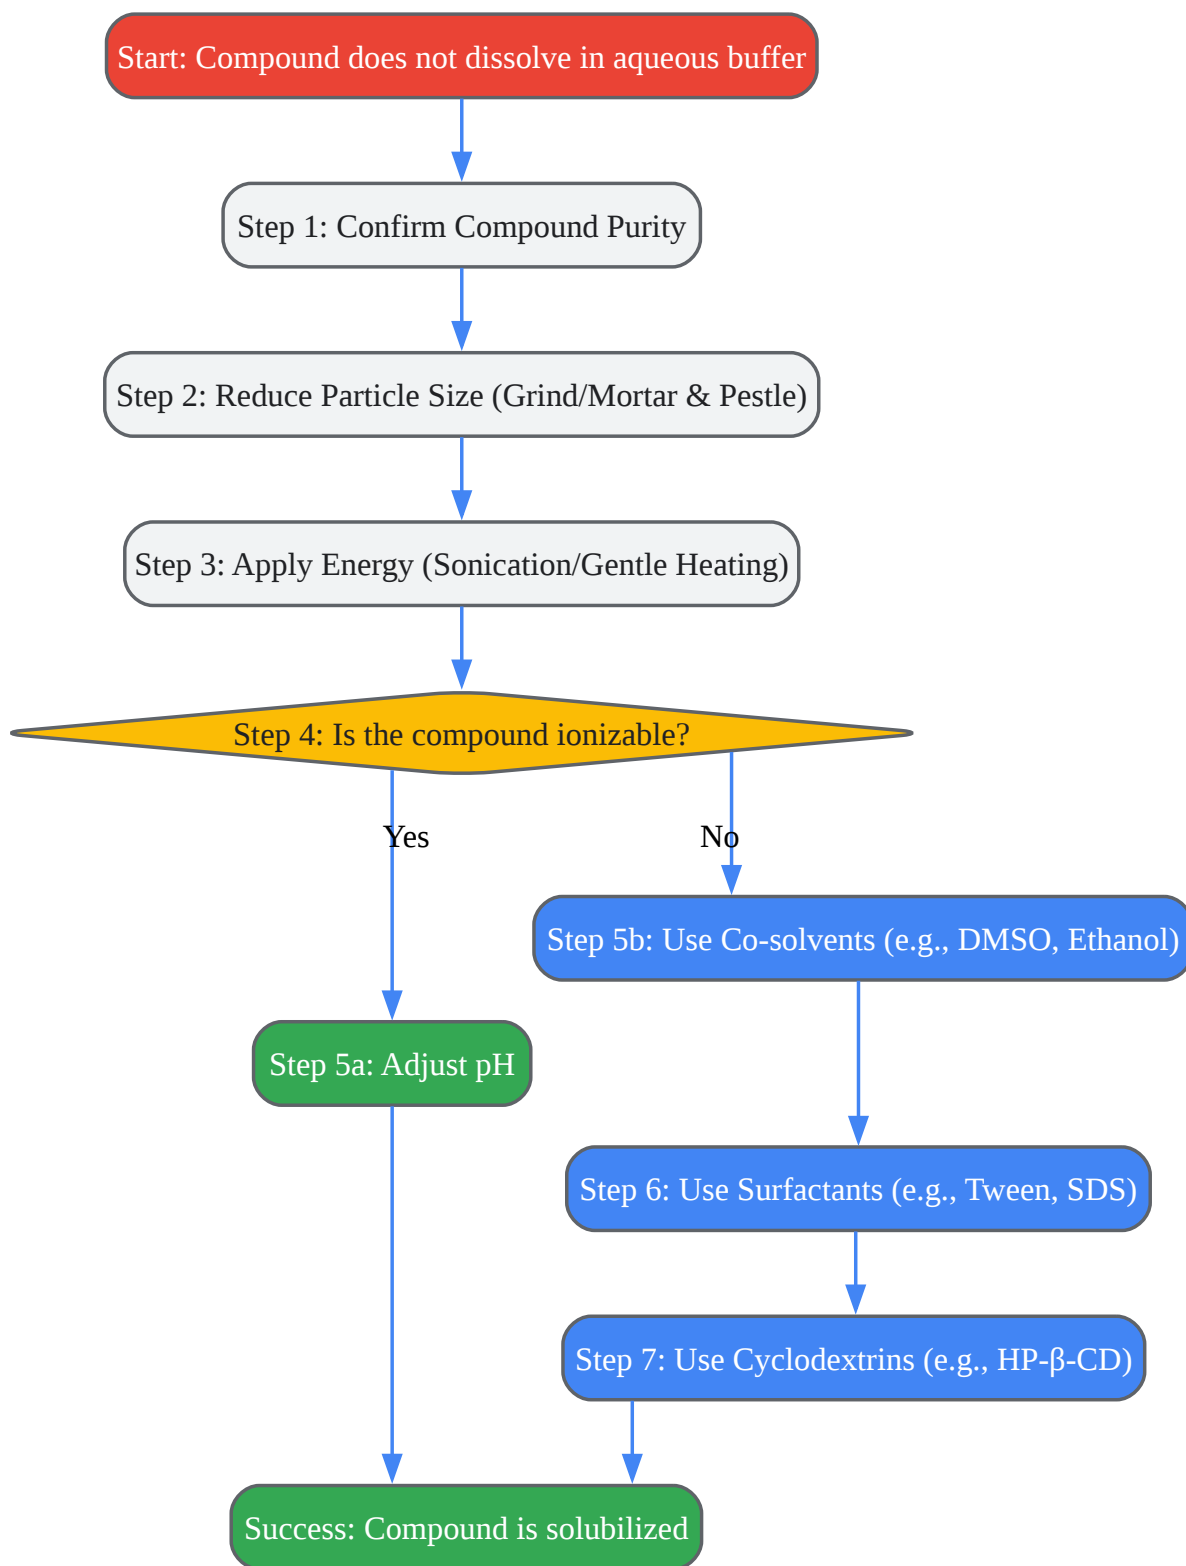 Start: Compound does not dissolve in aqueous buffer
Step 1: Confirm Compound Purity
Step 2: Reduce Particle Size (Grind/Mortar & Pestle)
Step 3: Apply Energy (Sonication/Gentle Heating)
Step 4: Is the compound ionizable?
Yes
No
Step 5b: Use Co-solvents (e.g., DMSO, Ethanol)
Step 5a: Adjust pH
Step 6: Use Surfactants (e.g., Tween, SDS)
Step 7: Use Cyclodextrins (e.g., HP-β-CD)
Success: Compound is solubilized